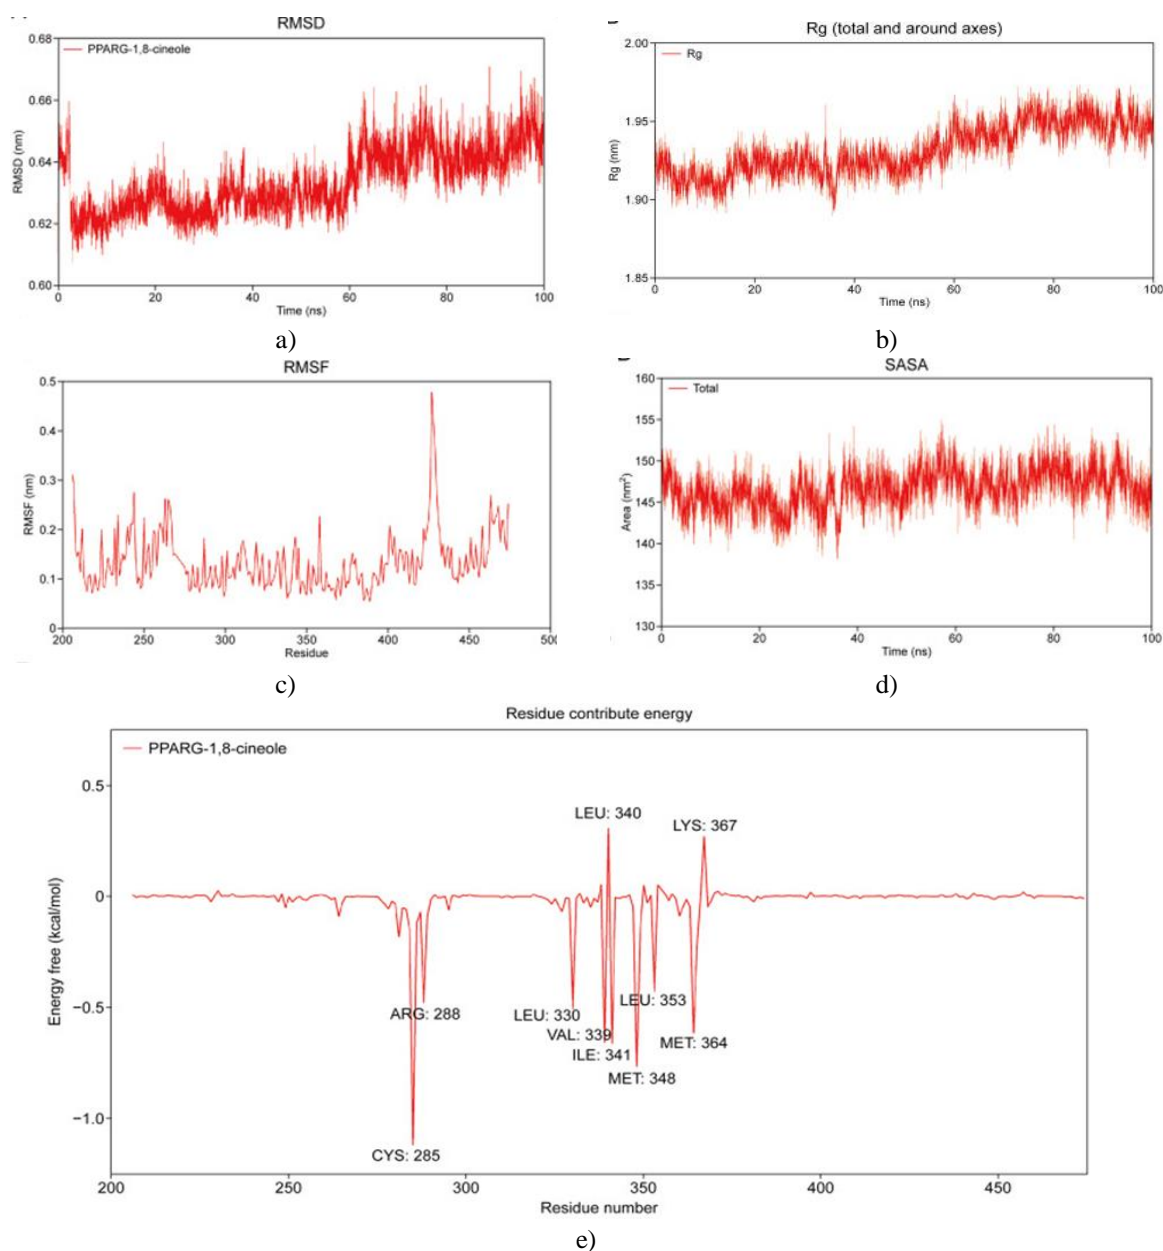 RMSD
PPARG-1,8-cineole
0.68
0.66
0.64
0.62
0.60
RMSD (nm)
0 20 40 60 80 100
Time (ns)
a)
Rg (total and around axes)
Rg
2.00
1.95
1.90
1.85
Rg (nm)
0 20 40 60 80 100
Time (ns)
b)
RMSF
0.5
0.4
0.3
0.2
0.1
0
RMSF (nm)
200 250 300 350 400 450 500
Residue
c)
SASA
Total
160
155
150
145
140
135
130
Area (nm²)
0 20 40 60 80 100
Time (ns)
d)
Residue contribute energy
PPARG-1,8-cineole
0.5
0
−0.5
−1.0
Energy free (kcal/mol)
LEU: 340
LYS: 367
ARG: 288
LEU: 330
LEU: 353
VAL: 339
MET: 364
ILE: 341
MET: 348
CYS: 285
200 250 300 350 400 450
Residue number
e)